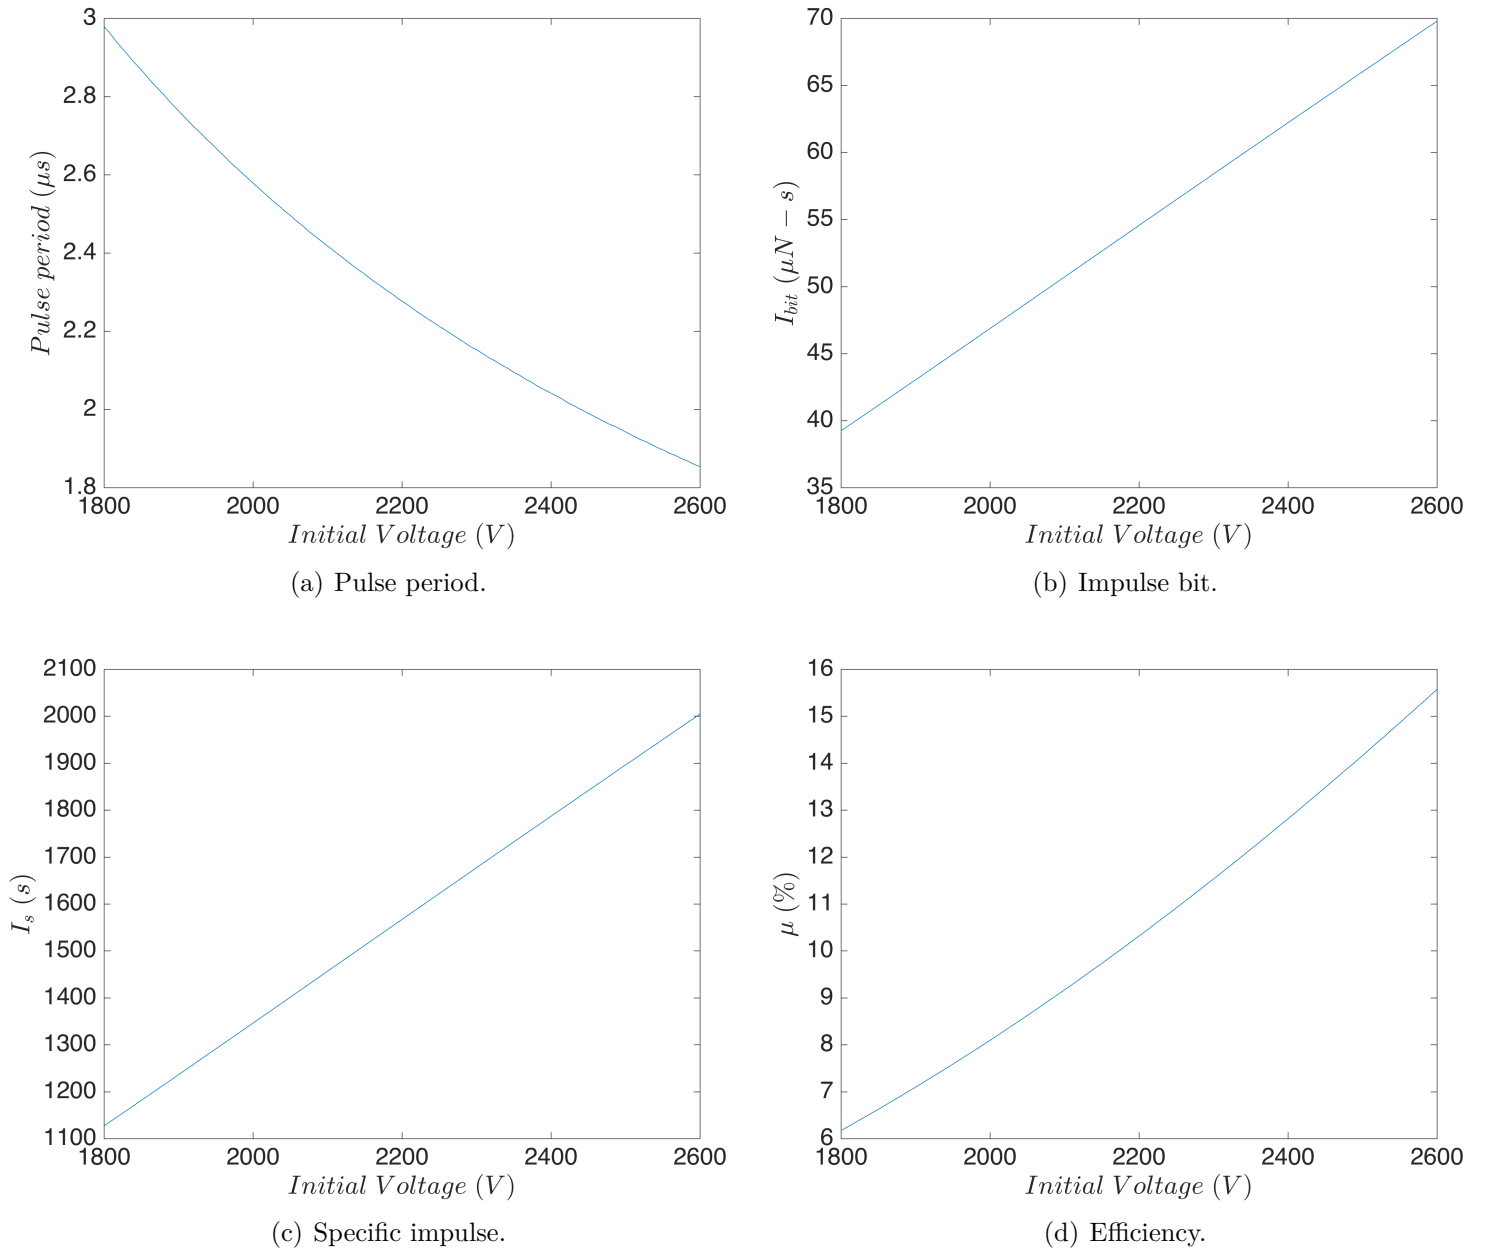 3
2.8
2.6
2.4
2.2
2
1.8
Pulse period (μs)
1800 2000 2200 2400 2600
Initial Voltage (V)
(a) Pulse period.
70
65
60
55
50
45
40
35
I_bit (μN − s)
1800 2000 2200 2400 2600
Initial Voltage (V)
(b) Impulse bit.
2100
2000
1900
1800
1700
1600
1500
1400
1300
1200
1100
I_s (s)
1800 2000 2200 2400 2600
Initial Voltage (V)
(c) Specific impulse.
16
15
14
13
12
11
10
9
8
7
6
μ (%)
1800 2000 2200 2400 2600
Initial Voltage (V)
(d) Efficiency.